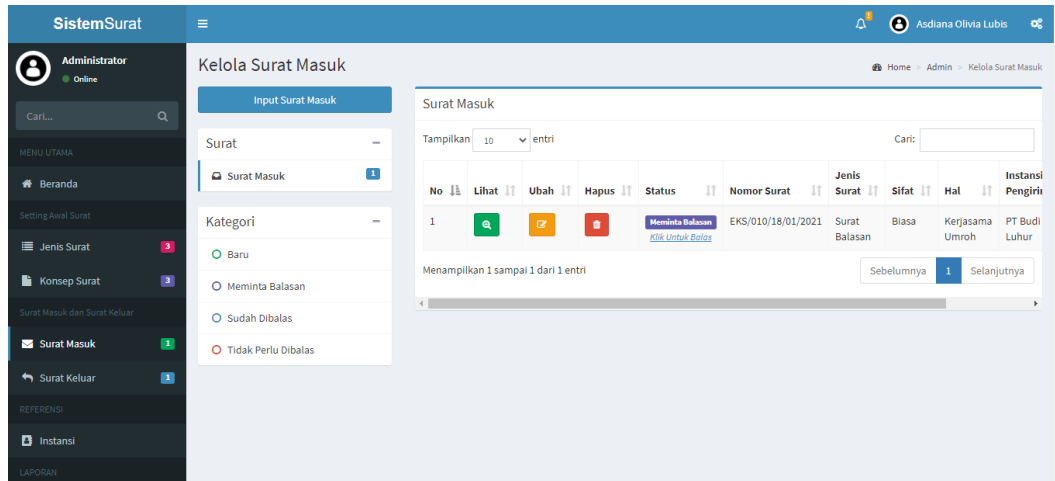 SistemSurat
Asdiana Olivia Lubis
Administrator
Online
Cari...
MENU UTAMA
Beranda
Setting Awal Surat
Jenis Surat 3
Konsep Surat 3
Surat Masuk dan Surat Keluar
Surat Masuk 1
Surat Keluar 1
REFERENSI
Instansi
LAPORAN
Kelola Surat Masuk
Home > Admin > Kelola Surat Masuk
Input Surat Masuk
Surat
Surat Masuk 1
Kategori
Baru
Meminta Balasan
Sudah Dibalas
Tidak Perlu Dibalas
Surat Masuk
Tampilkan 10 entri
Cari:
No Lihat Ubah Hapus Status Nomor Surat Jenis Surat Sifat Hal Instansi
1 Meminta Balasan EKS/010/18/01/2021 Surat Biasa Kerjasama PT Budi
Klik Untuk Balas Balasan Umroh Luhur
Menampilkan 1 sampai 1 dari 1 entri
Sebelumnya 1 Selanjutnya